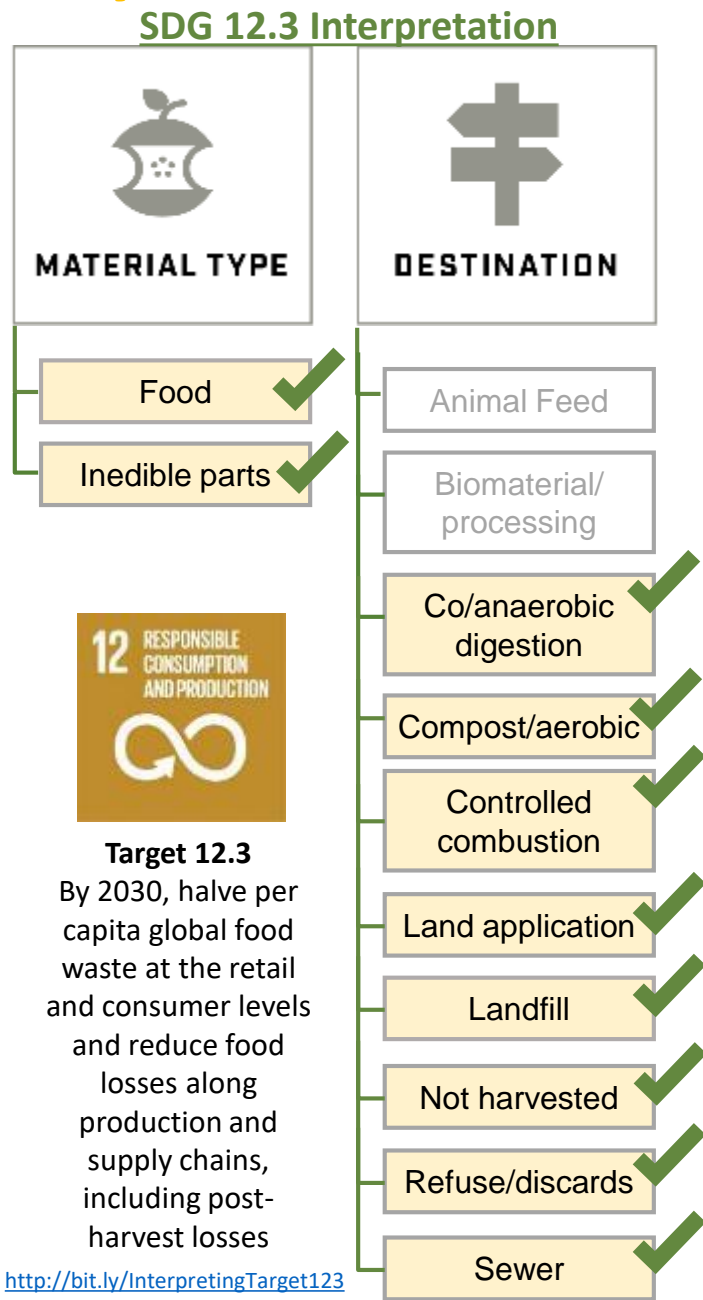 SDG 12.3 Interpretation
MATERIAL TYPE
Food
Inedible parts
12 RESPONSIBLE
CONSUMPTION
AND PRODUCTION
Target 12.3
By 2030, halve per
capita global food
waste at the retail
and consumer levels
and reduce food
losses along
production and
supply chains,
including post-
harvest losses
http://bit.ly/InterpretingTarget123
DESTINATION
Animal Feed
Biomaterial/
processing
Co/anaerobic
digestion
Compost/aerobic
Controlled
combustion
Land application
Landfill
Not harvested
Refuse/discards
Sewer